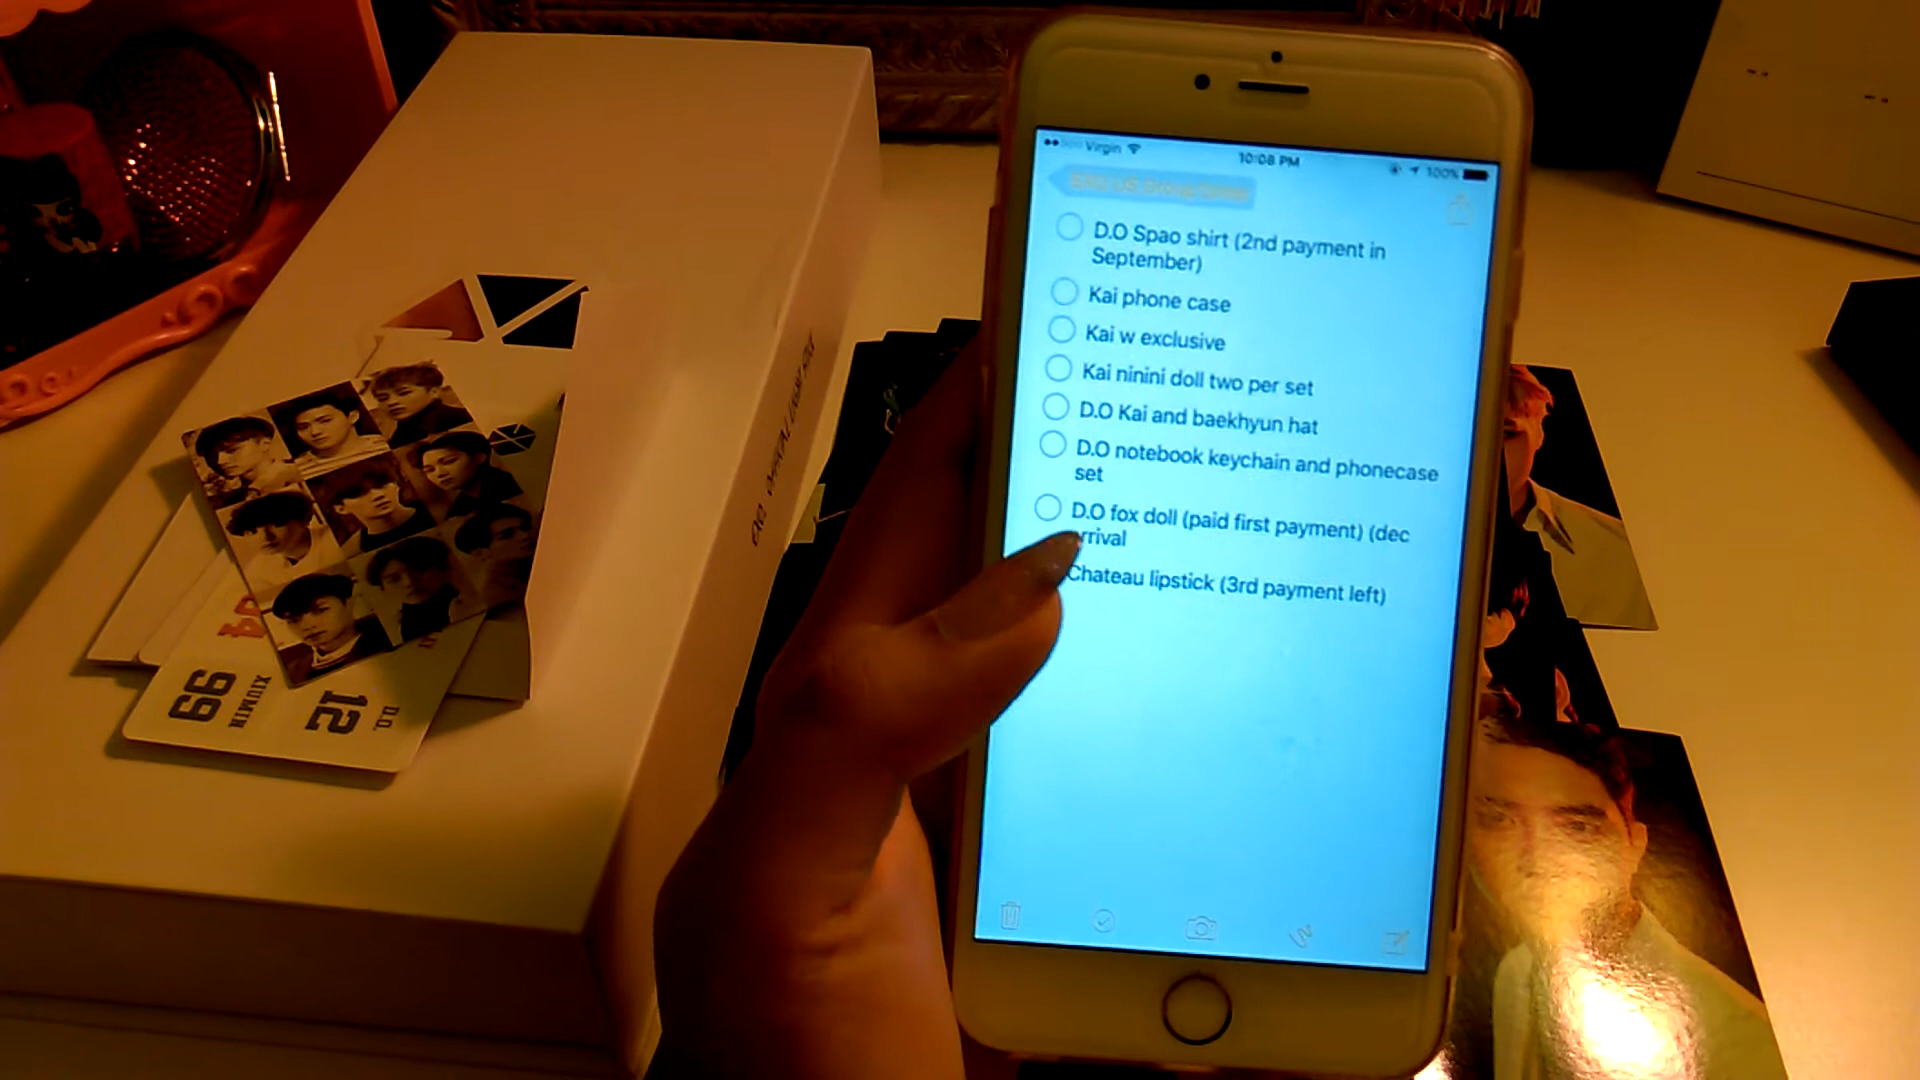 Virgin
10:08 PM
100%
D.O Spao shirt (2nd payment in
September)
Kai phone case
Kai w exclusive
Kai ninini doll two per set
D.O Kai and baekhyun hat
D.O notebook keychain and phonecase
set
D.O fox doll (paid first payment) (dec
rrival
Chateau lipstick (3rd payment left)
XIUMIN
99
D.O.
12